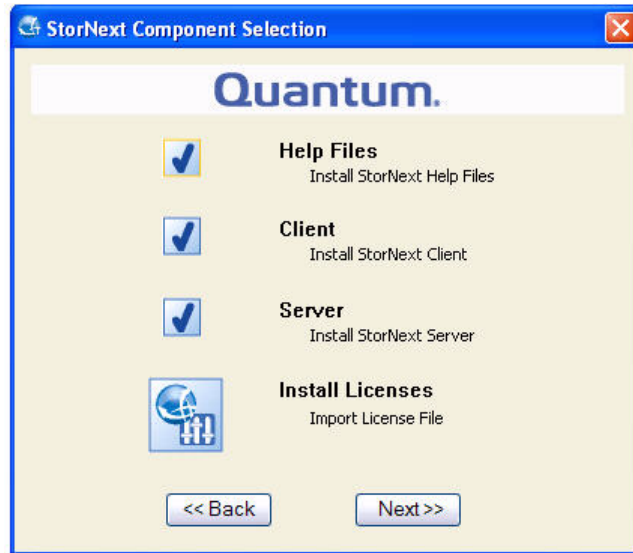 StorNext Component Selection
Quantum.
Help Files
Install StorNext Help Files
Client
Install StorNext Client
Server
Install StorNext Server
Install Licenses
Import License File
<< Back
Next >>